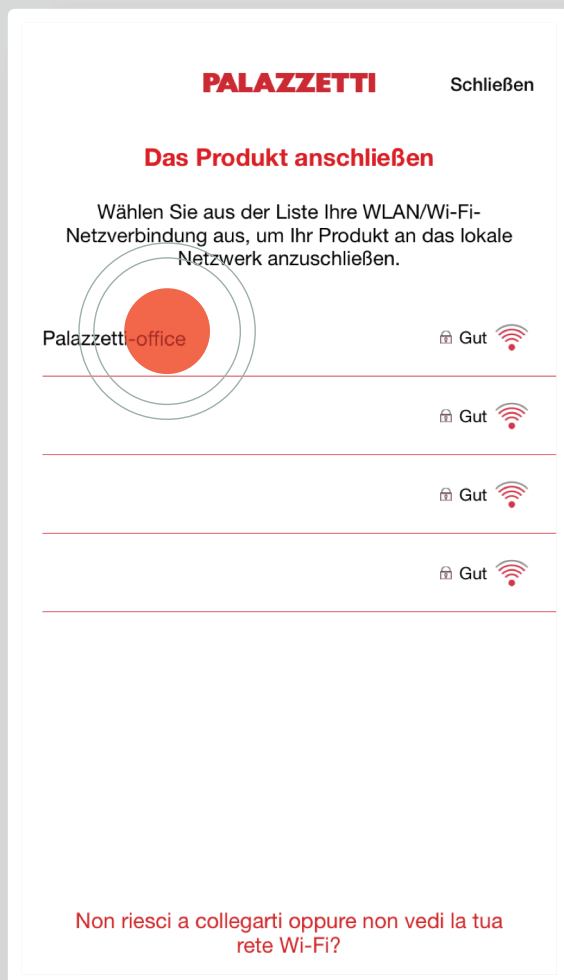 PALAZZETTI
Schließen
Das Produkt anschließen
Wählen Sie aus der Liste Ihre WLAN/Wi-Fi-
Netzverbindung aus, um Ihr Produkt an das lokale
Netzwerk anzuschließen.
Palazzetti-office
Gut
Gut
Gut
Gut
Non riesci a collegarti oppure non vedi la tua
rete Wi-Fi?